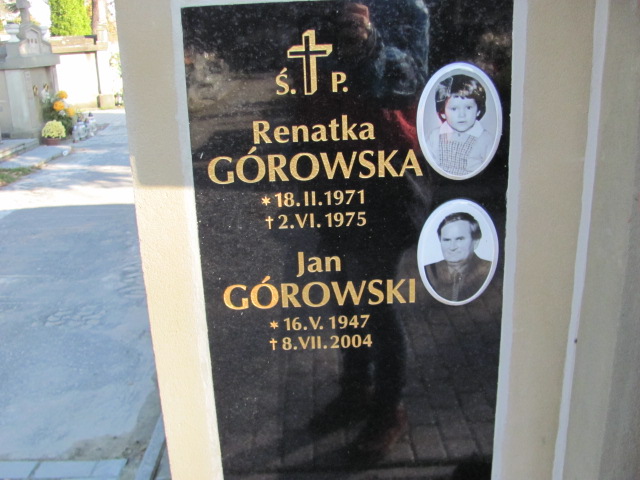 Ś. P.
Renatka
GÓROWSKA
* 18.II.1971
† 2.VI.1975
Jan
GÓROWSKI
* 16.V.1947
† 8.VII.2004